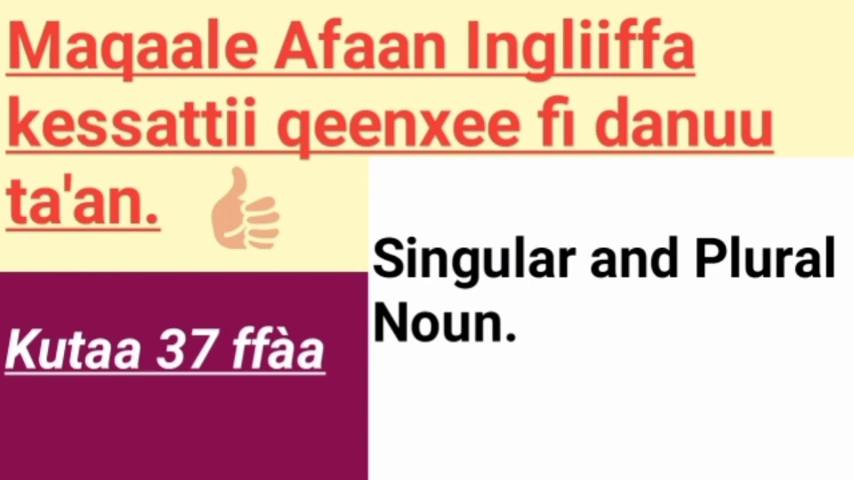 Maqaale Afaan Ingliiffa
kessattii qeenxee fi danuu
ta'an.
Singular and Plural
Noun.
Kutaa 37 ffàa